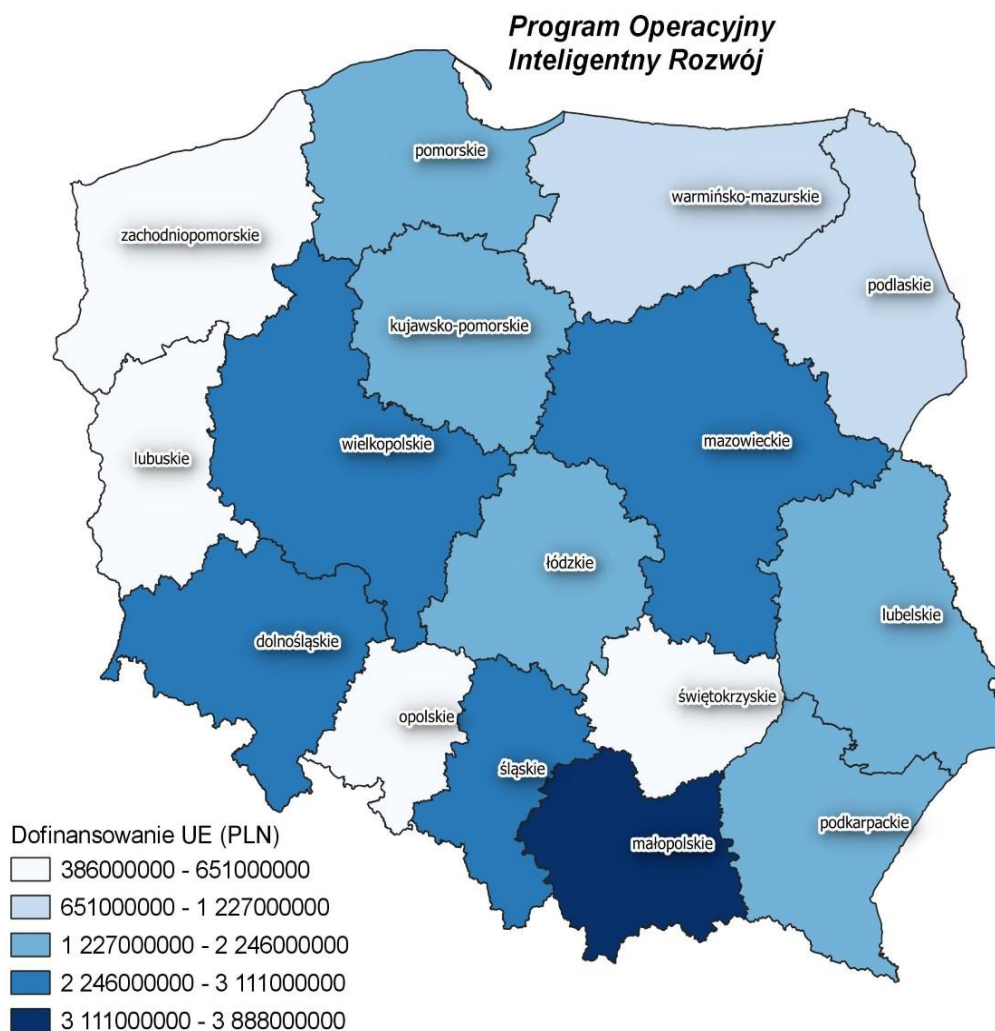 Program Operacyjny
Inteligentny Rozwój
pomorskie
warmińsko-mazurskie
zachodniopomorskie
podlaskie
kujawsko-pomorskie
wielkopolskie
mazowieckie
lubuskie
łódzkie
lubelskie
dolnośląskie
świętokrzyskie
opolskie
śląskie
podkarpackie
małopolskie
Dofinansowanie UE (PLN)
386000000 - 651000000
651000000 - 1 227000000
1 227000000 - 2 246000000
2 246000000 - 3 111000000
3 111000000 - 3 888000000